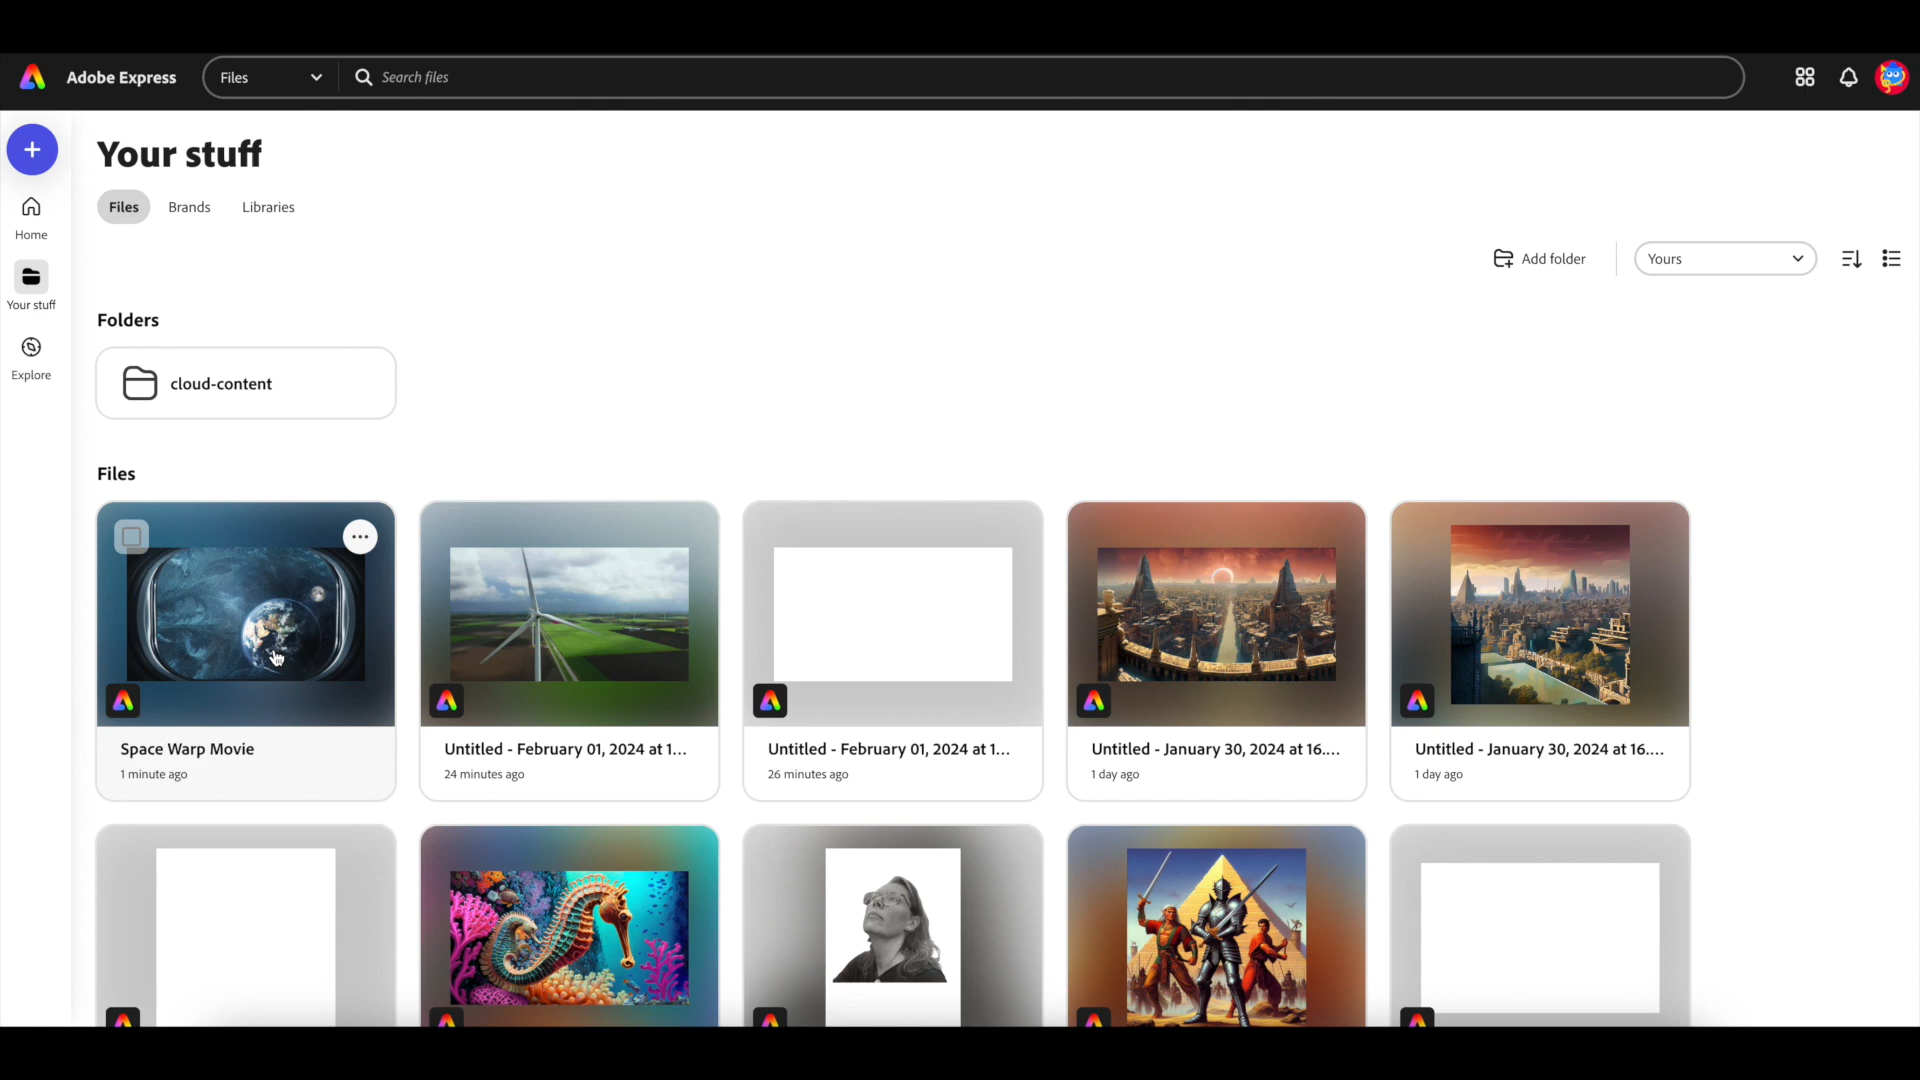 Adobe Express
Files
Search files
Your stuff
Files
Brands
Libraries
Home
Your stuff
Explore
Add folder
Yours
Folders
cloud-content
Files
Space Warp Movie
1 minute ago
Untitled - February 01, 2024 at 1...
24 minutes ago
Untitled - February 01, 2024 at 1...
26 minutes ago
Untitled - January 30, 2024 at 16....
1 day ago
Untitled - January 30, 2024 at 16....
1 day ago